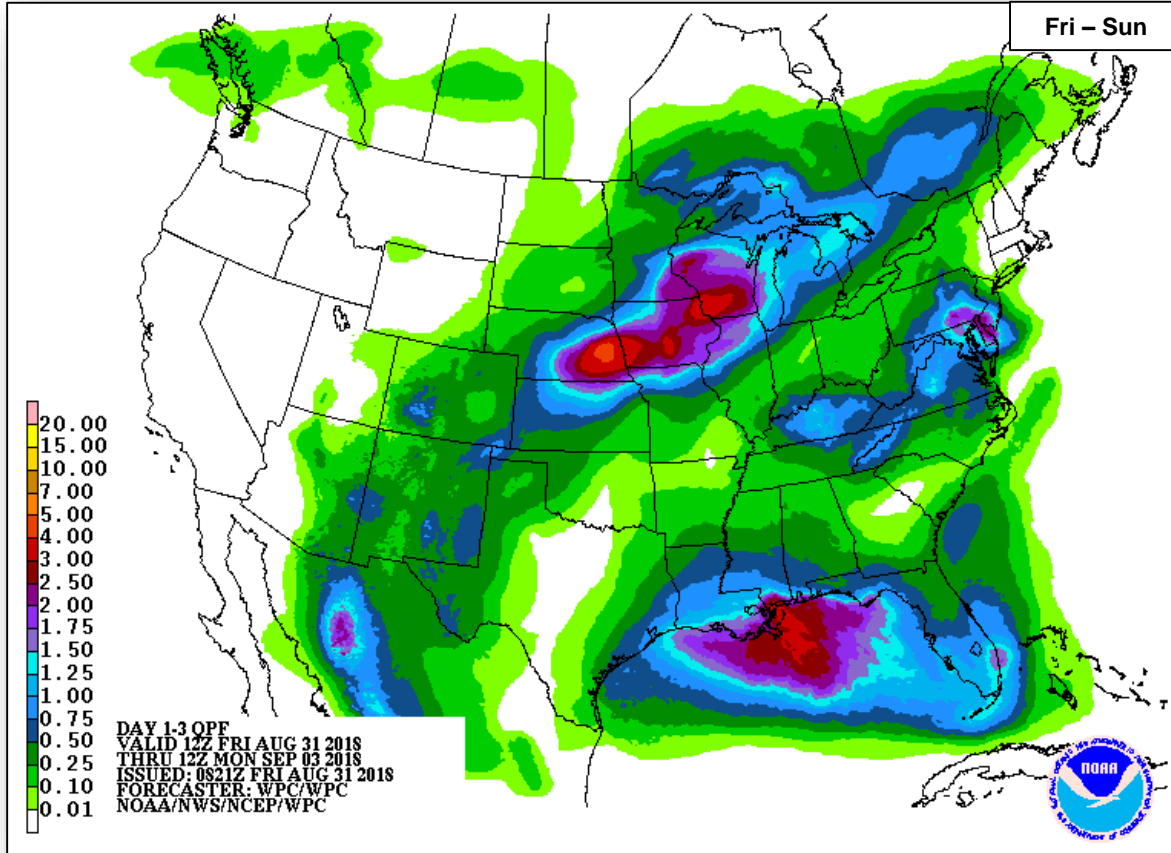 Fri – Sun
20.00
15.00
10.00
7.00
5.00
4.00
3.00
2.50
2.00
1.75
1.50
1.25
1.00
0.75
0.50
0.25
0.10
0.01
DAY 1-3 QPF
VALID 12Z FRI AUG 31 2018
THRU 12Z MON SEP 03 2018
ISSUED: 0821Z FRI AUG 31 2018
FORECASTER: WPC/WPC
NOAA/NWS/NCEP/WPC
NOAA